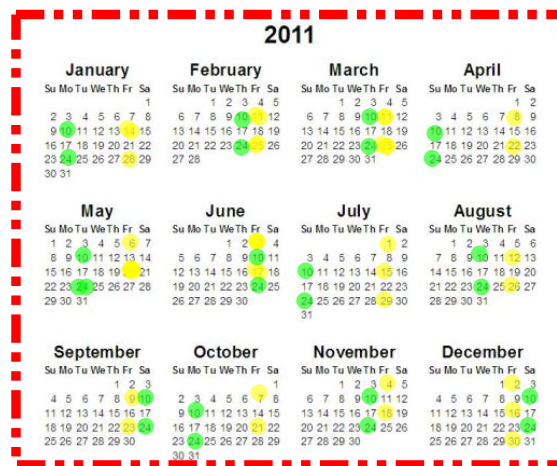 2011
January
Su Mo Tu We Th Fr Sa
1
2 3 4 5 6 7 8
9 10 11 12 13 14 15
16 17 18 19 20 21 22
23 24 25 26 27 28 29
30 31
February
Su Mo Tu We Th Fr Sa
1 2 3 4 5
6 7 8 9 10 11 12
13 14 15 16 17 18 19
20 21 22 23 24 25 26
27 28
March
Su Mo Tu We Th Fr Sa
1 2 3 4 5
6 7 8 9 10 11 12
13 14 15 16 17 18 19
20 21 22 23 24 25 26
27 28 29 30 31
April
Su Mo Tu We Th Fr Sa
1 2
3 4 5 6 7 8 9
10 11 12 13 14 15 16
17 18 19 20 21 22 23
24 25 26 27 28 29 30
May
Su Mo Tu We Th Fr Sa
1 2 3 4 5 6 7
8 9 10 11 12 13 14
15 16 17 18 19 21
22 23 24 25 26 27 28
29 30 31
June
Su Mo Tu We Th Fr Sa
1 2 4
5 6 7 8 9 10 11
12 13 14 15 16 17 18
19 20 21 22 23 24 25
26 27 28 29 30
July
Su Mo Tu We Th Fr Sa
1 2
3 4 5 6 7 8 9
10 11 12 13 14 15 16
17 18 19 20 21 22 23
24 25 26 27 28 29 30
31
August
Su Mo Tu We Th Fr Sa
1 2 3 4 5 6
7 8 9 10 11 12 13
14 15 16 17 18 19 20
21 22 23 24 25 26 27
28 29 30 31
September
Su Mo Tu We Th Fr Sa
1 2 3
4 5 6 7 8 9 10
11 12 13 14 15 16 17
18 19 20 21 22 23 24
25 26 27 28 29 30
October
Su Mo Tu We Th Fr Sa
1
2 3 4 5 6 7 8
9 10 11 12 13 14 15
16 17 18 19 20 21 22
23 24 25 26 27 28 29
30 31
November
Su Mo Tu We Th Fr Sa
1 2 3 4 5
6 7 8 9 10 11 12
13 14 15 16 17 18 19
20 21 22 23 24 25 26
27 28 29 30
December
Su Mo Tu We Th Fr Sa
1 2 3
4 5 6 7 8 9 10
11 12 13 14 15 16 17
18 19 20 21 22 23 24
25 26 27 28 29 30 31